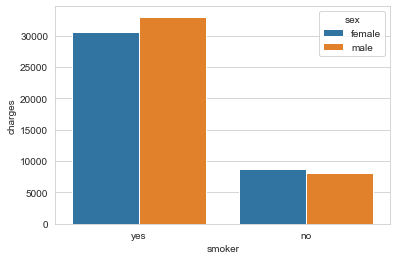 sex
female
male
30000
25000
20000
15000
10000
5000
0
charges
yes
no
smoker